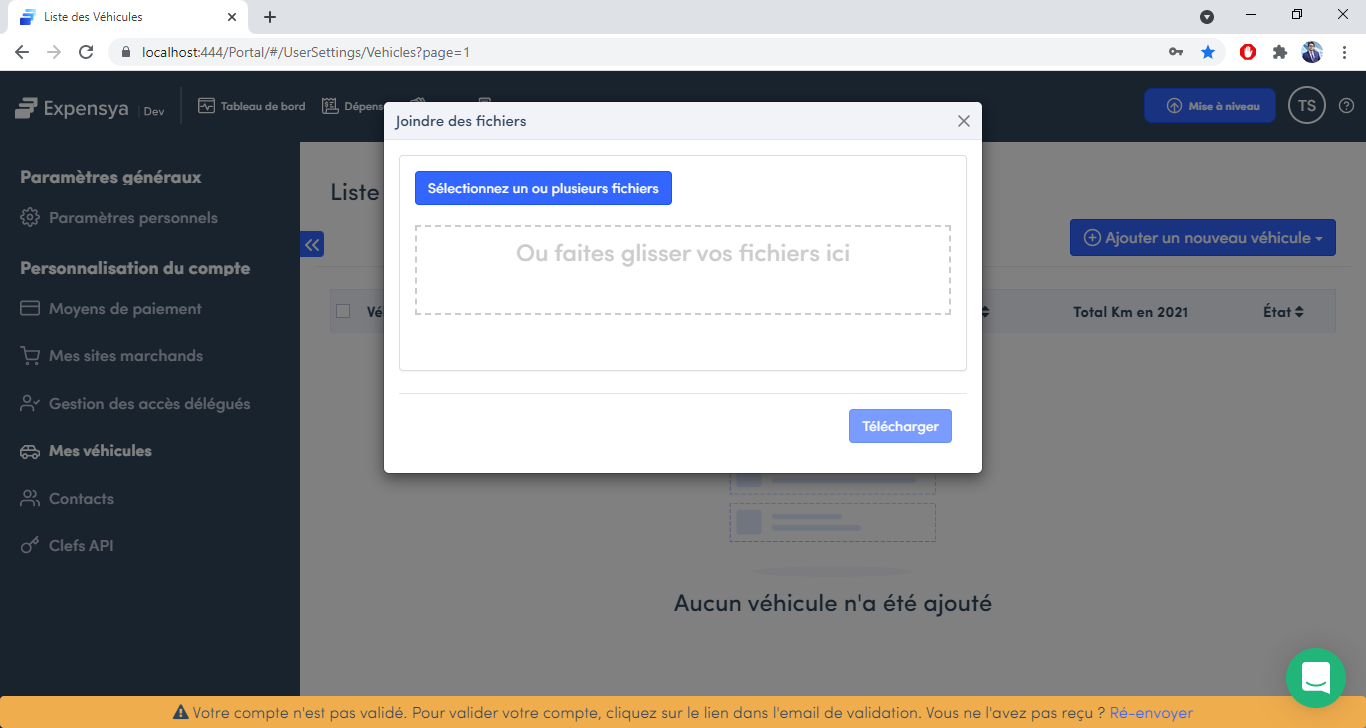 Liste des Véhicules
localhost:444/Portal/#/UserSettings/Vehicles?page=1
Expensya Dev
Tableau de bord
Mise à niveau
TS
Joindre des fichiers
Sélectionnez un ou plusieurs fichiers
Ou faites glisser vos fichiers ici
Télécharger
Paramètres généraux
Paramètres personnels
Personnalisation du compte
Moyens de paiement
Mes sites marchands
Gestion des accès délégués
Mes véhicules
Contacts
Clefs API
Liste
Ajouter un nouveau véhicule
Total Km en 2021
État
Aucun véhicule n'a été ajouté
Votre compte n'est pas validé. Pour valider votre compte, cliquez sur le lien dans l'email de validation. Vous ne l'avez pas reçu ? Ré-envoyer